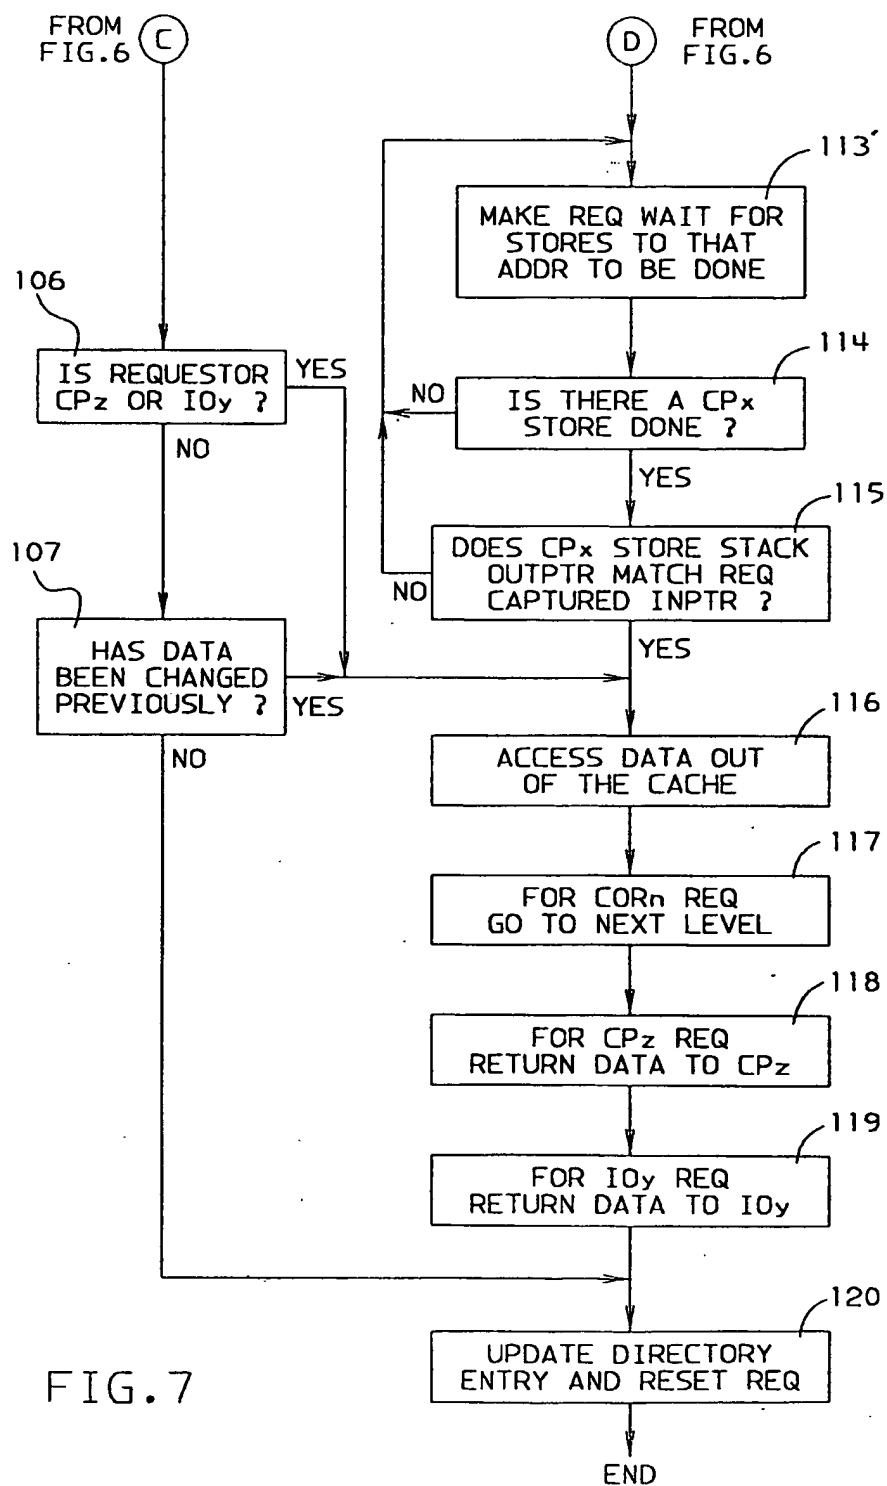 FROM
FIG.6
C
D
FROM
FIG.6
113'
MAKE REQ WAIT FOR
STORES TO THAT
ADDR TO BE DONE
106
IS REQUESTOR
CPz OR IOy ?
YES
NO
114
IS THERE A CPx
STORE DONE ?
NO
YES
115
DOES CPx STORE STACK
OUTPTR MATCH REQ
CAPTURED INPTR ?
NO
YES
107
HAS DATA
BEEN CHANGED
PREVIOUSLY ?
YES
NO
116
ACCESS DATA OUT
OF THE CACHE
117
FOR CORn REQ
GO TO NEXT LEVEL
118
FOR CPz REQ
RETURN DATA TO CPz
119
FOR IOy REQ
RETURN DATA TO IOy
120
UPDATE DIRECTORY
ENTRY AND RESET REQ
END
FIG.7